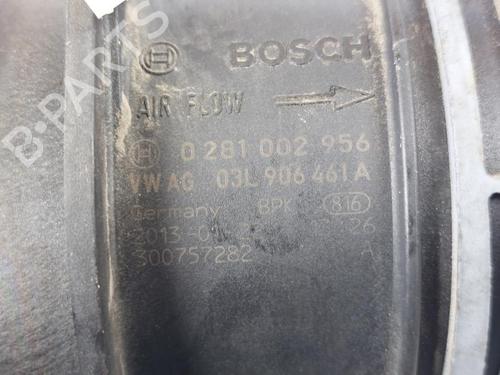 BOSCH
AIR FLOW
0 281 002 956
VW AG 03L 906 461 A
Germany BPK 816
2013-0 26
300757282 A
B-PARTS